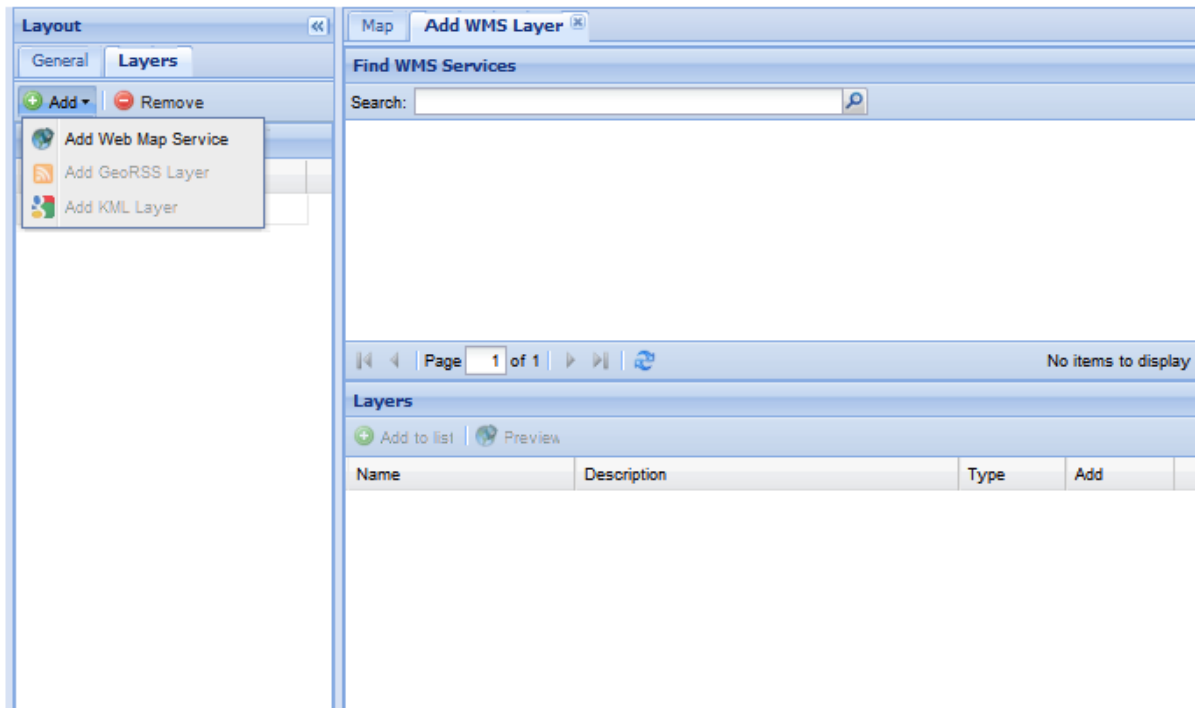 Layout
General Layers
Add Remove
Add Web Map Service
Add GeoRSS Layer
Add KML Layer
Map Add WMS Layer
Find WMS Services
Search:
Page 1 of 1 No items to display
Layers
Add to list Preview
Name Description Type Add